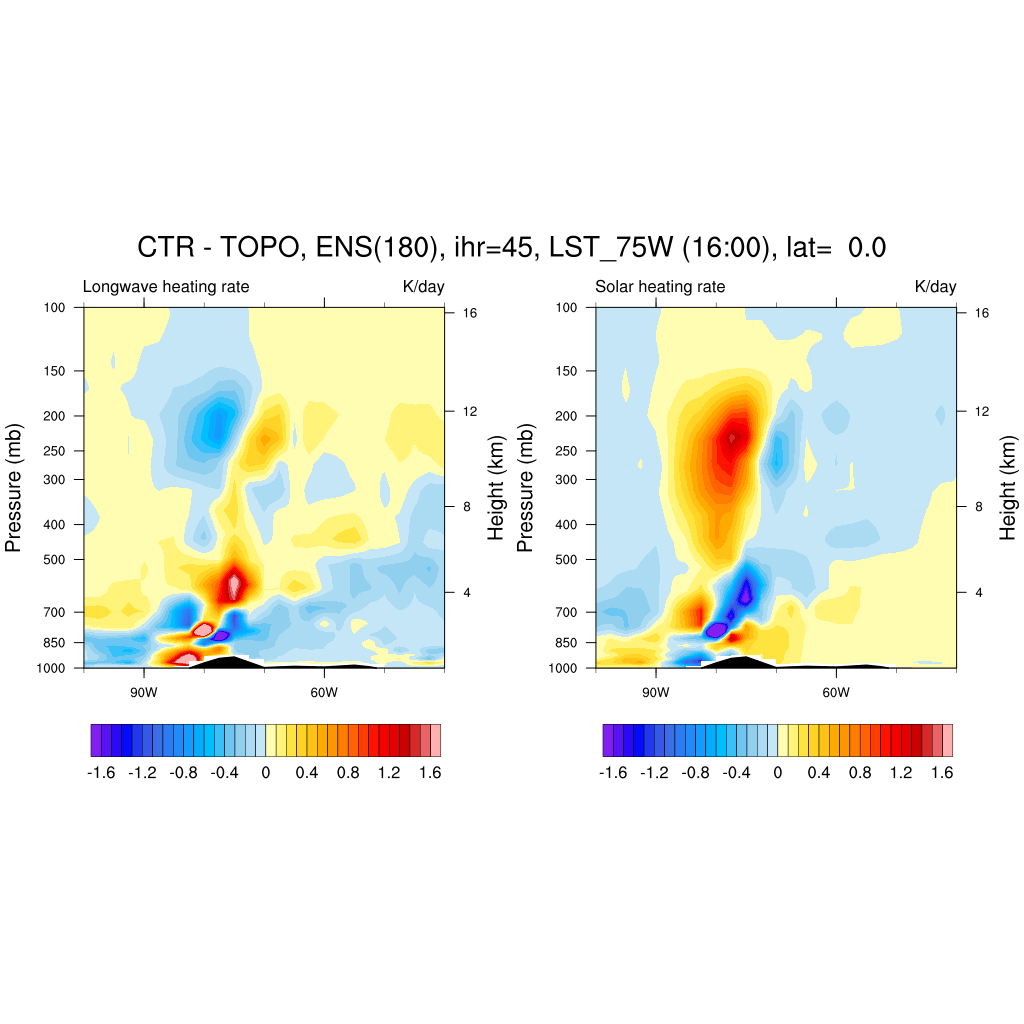 CTR - TOPO, ENS(180), ihr=45, LST_75W (16:00), lat=  0.0
Longwave heating rate K/day
100
150
200
250
300
400
500
700
850
1000
Pressure (mb)
16
12
8
4
Height (km)
90W 60W
-1.6 -1.2 -0.8 -0.4 0 0.4 0.8 1.2 1.6
Solar heating rate K/day
100
150
200
250
300
400
500
700
850
1000
Pressure (mb)
16
12
8
4
Height (km)
90W 60W
-1.6 -1.2 -0.8 -0.4 0 0.4 0.8 1.2 1.6